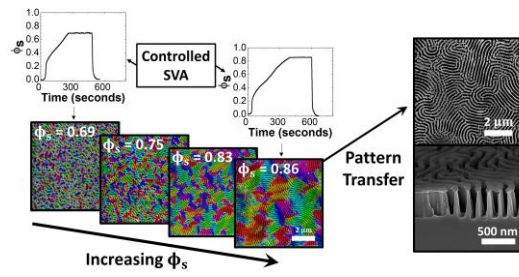 1.0
0.8
0.6
0.4
0.2
0.0
ϕs
0 300 600
Time (seconds)
Controlled
SVA
1.0
0.8
0.6
0.4
0.2
0.0
ϕs
0 300 600
Time (seconds)
ϕs = 0.69
ϕs = 0.75
ϕs = 0.83
ϕs = 0.86
2 μm
Increasing ϕs
Pattern
Transfer
2 μm
500 nm